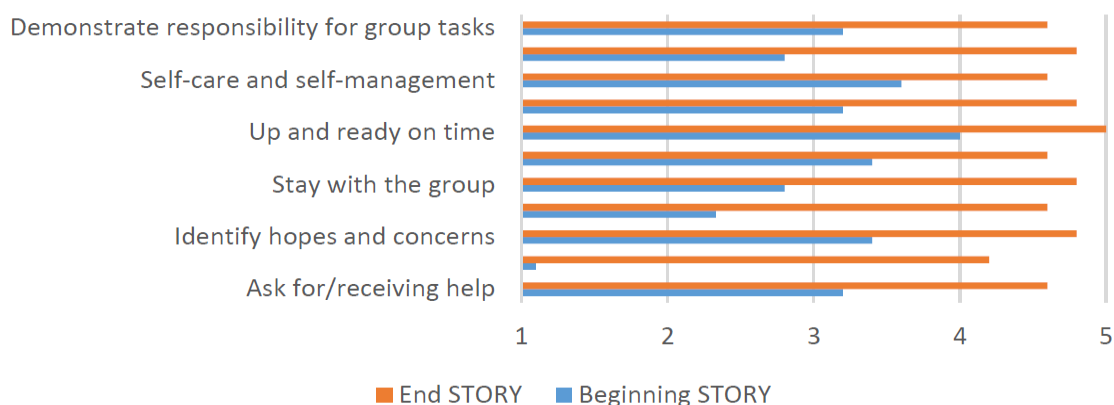 Demonstrate responsibility for group tasks
Self-care and self-management
Up and ready on time
Stay with the group
Identify hopes and concerns
Ask for/receiving help
1 2 3 4 5
End STORY Beginning STORY